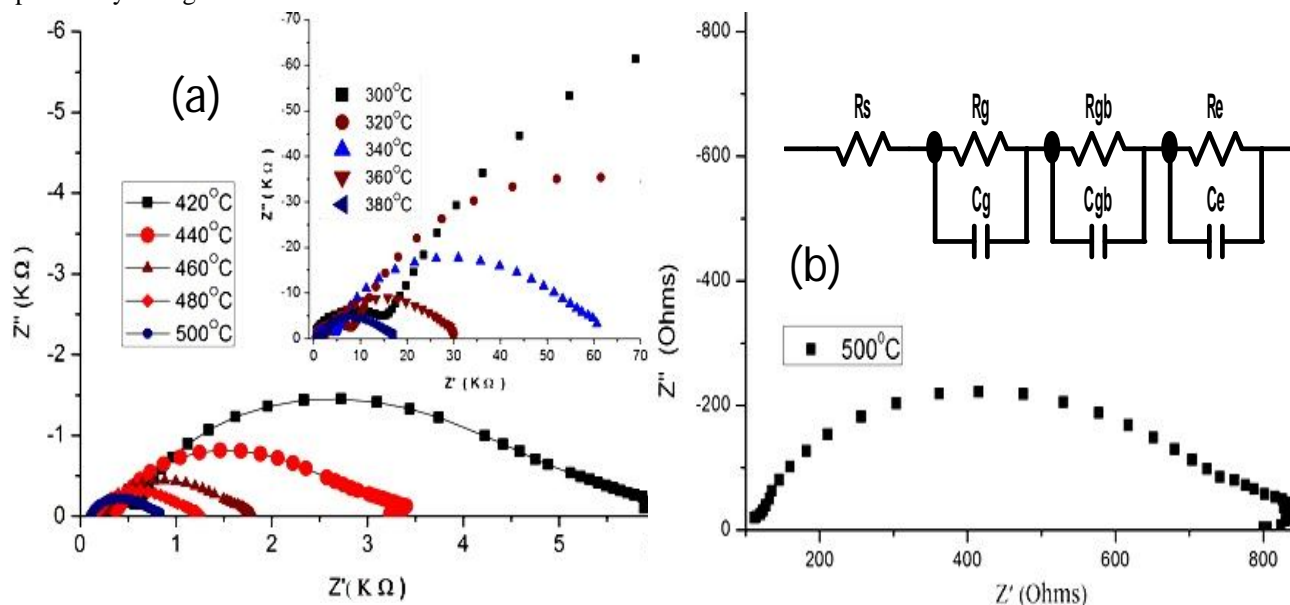 (a)
-6
-5
-4
-3
-2
-1
0
0
1
2
3
4
5
Z'' (K Ω)
Z'(K Ω)
420°C
440°C
460°C
480°C
500°C
-70
-60
-50
-40
-30
-20
-10
0
0
10
20
30
40
50
60
70
Z'' (K Ω)
Z' (K Ω)
300°C
320°C
340°C
360°C
380°C
(b)
-800
-600
-400
-200
0
200
400
600
800
Z'' (Ohms)
Z' (Ohms)
500⁰C
Rs
Rg
Rgb
Re
Cg
Cgb
Ce